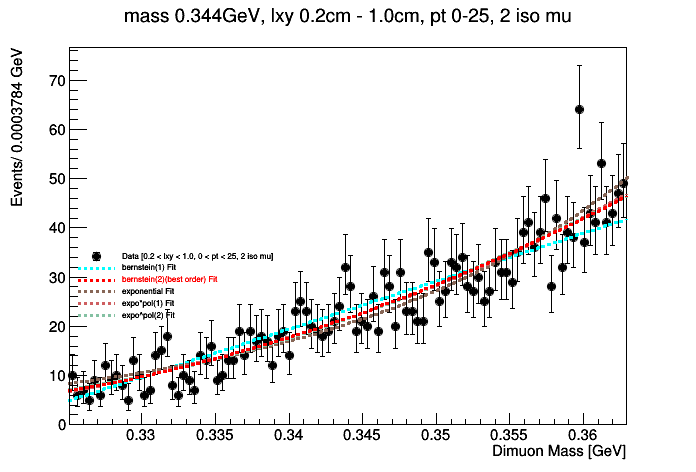 mass 0.344GeV, lxy 0.2cm - 1.0cm, pt 0-25, 2 iso mu
Events/ 0.0003784 GeV
70
60
50
40
30
20
10
0
Data [0.2 < lxy < 1.0, 0 < pt < 25, 2 iso mu]
bernstein(1) Fit
bernstein(2)(best order) Fit
exponential Fit
expo*pol(1) Fit
expo*pol(2) Fit
0.33 0.335 0.34 0.345 0.35 0.355 0.36
Dimuon Mass [GeV]